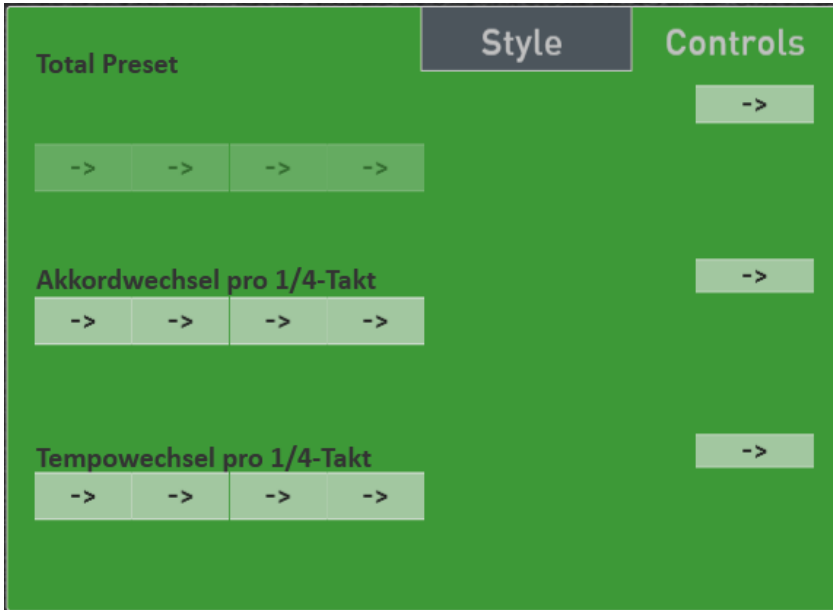 Style Controls
Total Preset
->
-> -> -> ->
Akkordwechsel pro 1/4-Takt ->
-> -> -> ->
Tempowechsel pro 1/4-Takt ->
-> -> -> ->